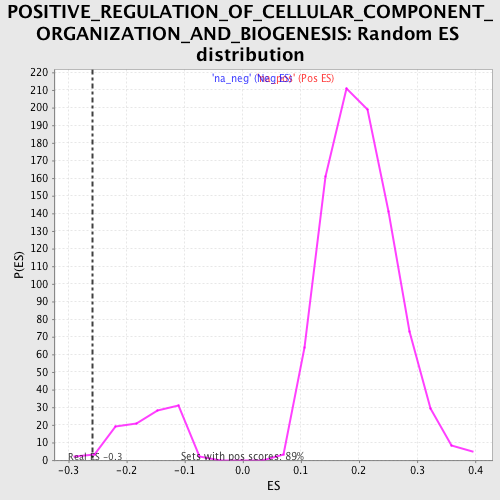 POSITIVE_REGULATION_OF_CELLULAR_COMPONENT_
ORGANIZATION_AND_BIOGENESIS: Random ES
distribution
'na_neg' (Neg ES) 'na_pos' (Pos ES)
220
210
200
190
180
170
160
150
140
130
120
110
100
90
80
70
60
50
40
30
20
10
0
P(ES)
Real ES -0.3
Sets with pos scores: 89%
-0.3 -0.2 -0.1 0.0 0.1 0.2 0.3 0.4
ES